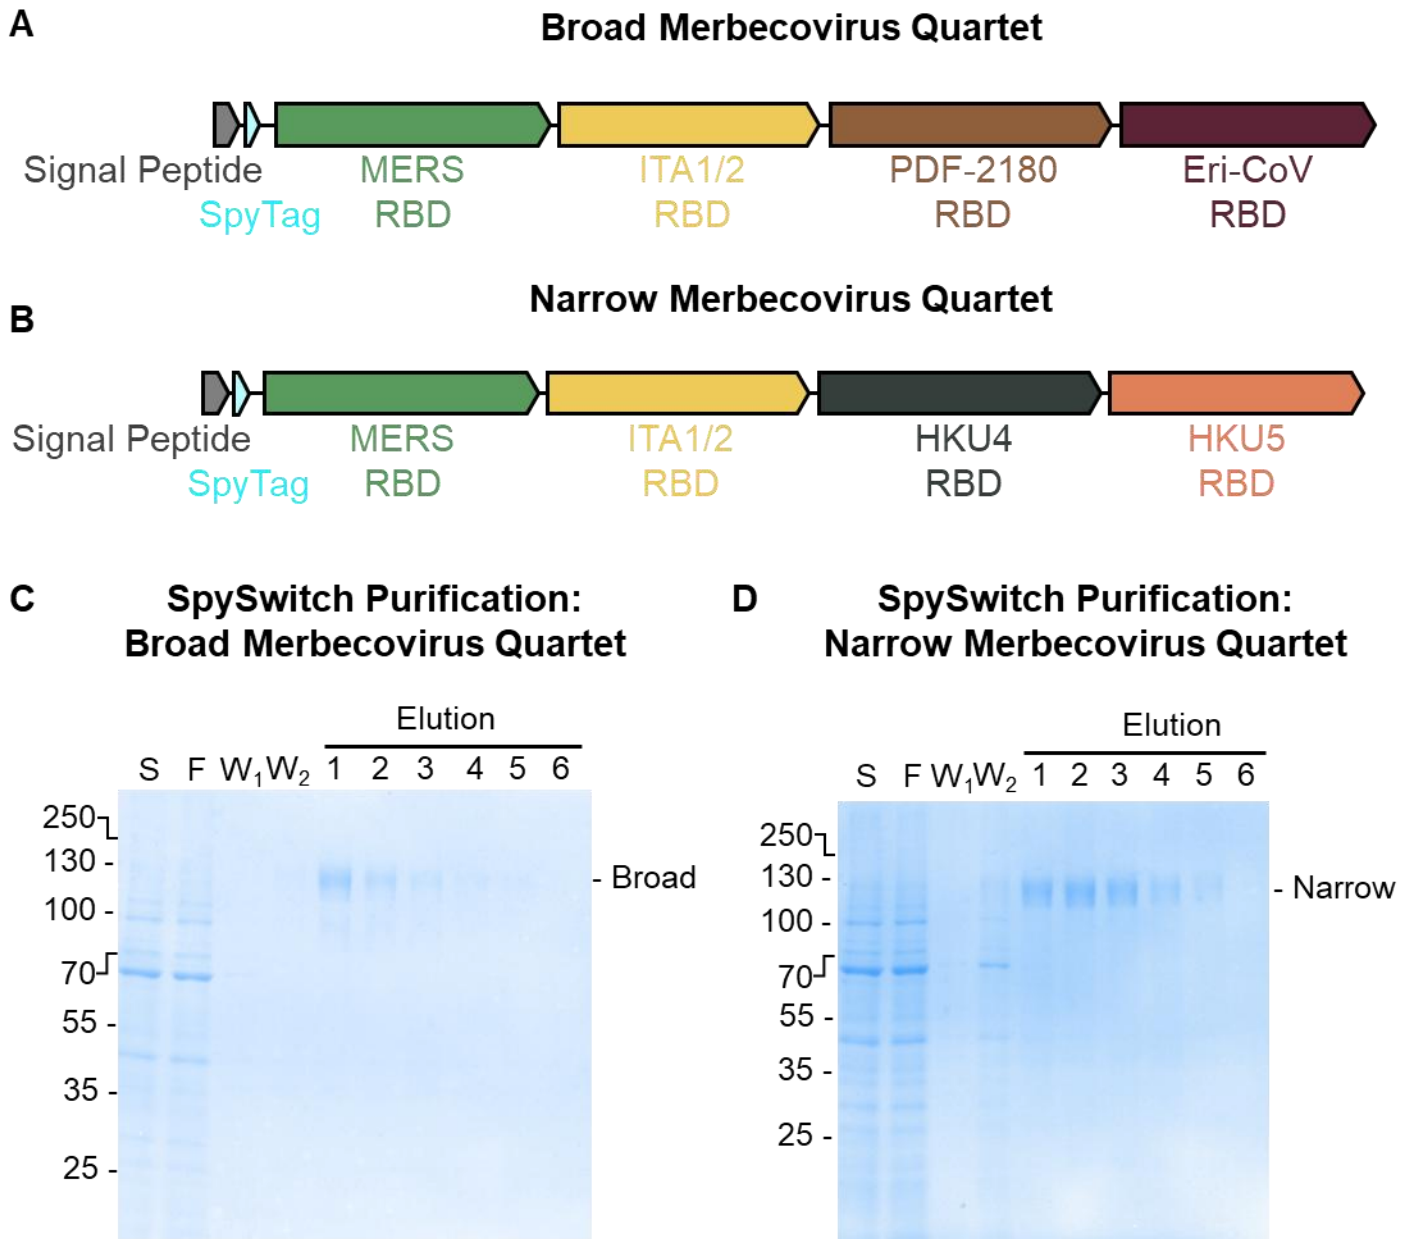 A
Broad Merbecovirus Quartet
Signal Peptide
SpyTag
MERS
RBD
ITA1/2
RBD
PDF-2180
RBD
Eri-CoV
RBD
B
Narrow Merbecovirus Quartet
Signal Peptide
SpyTag
MERS
RBD
ITA1/2
RBD
HKU4
RBD
HKU5
RBD
C
SpySwitch Purification:
Broad Merbecovirus Quartet
Elution
S F W1 W2 1 2 3 4 5 6
250
130 -
100 -
70
55 -
35 -
25 -
- Broad
D
SpySwitch Purification:
Narrow Merbecovirus Quartet
Elution
S F W1 W2 1 2 3 4 5 6
250
130 -
100 -
70
55 -
35 -
25 -
- Narrow